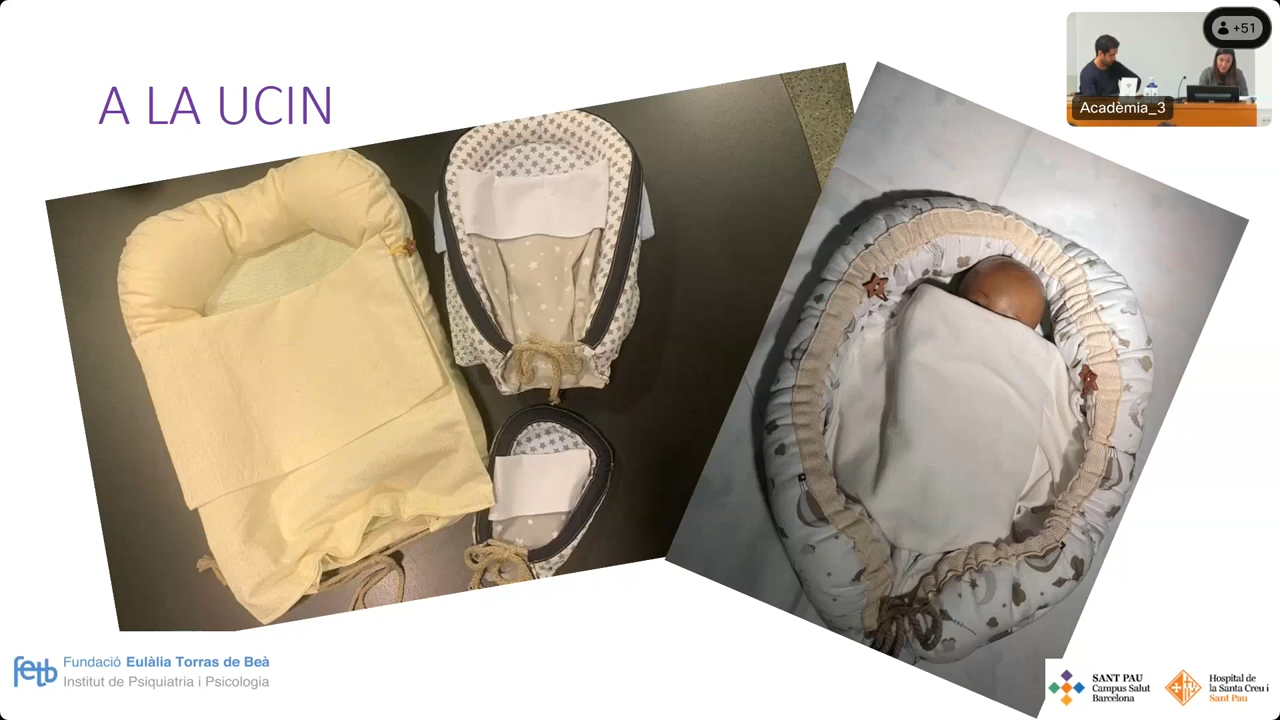 A LA UCIN
+51
Acadèmia_3
fetb
Fundació Eulàlia Torras de Beà
Institut de Psiquiatria i Psicologia
SANT PAU
Campus Salut
Barcelona
Hospital de
la Santa Creu i
Sant Pau